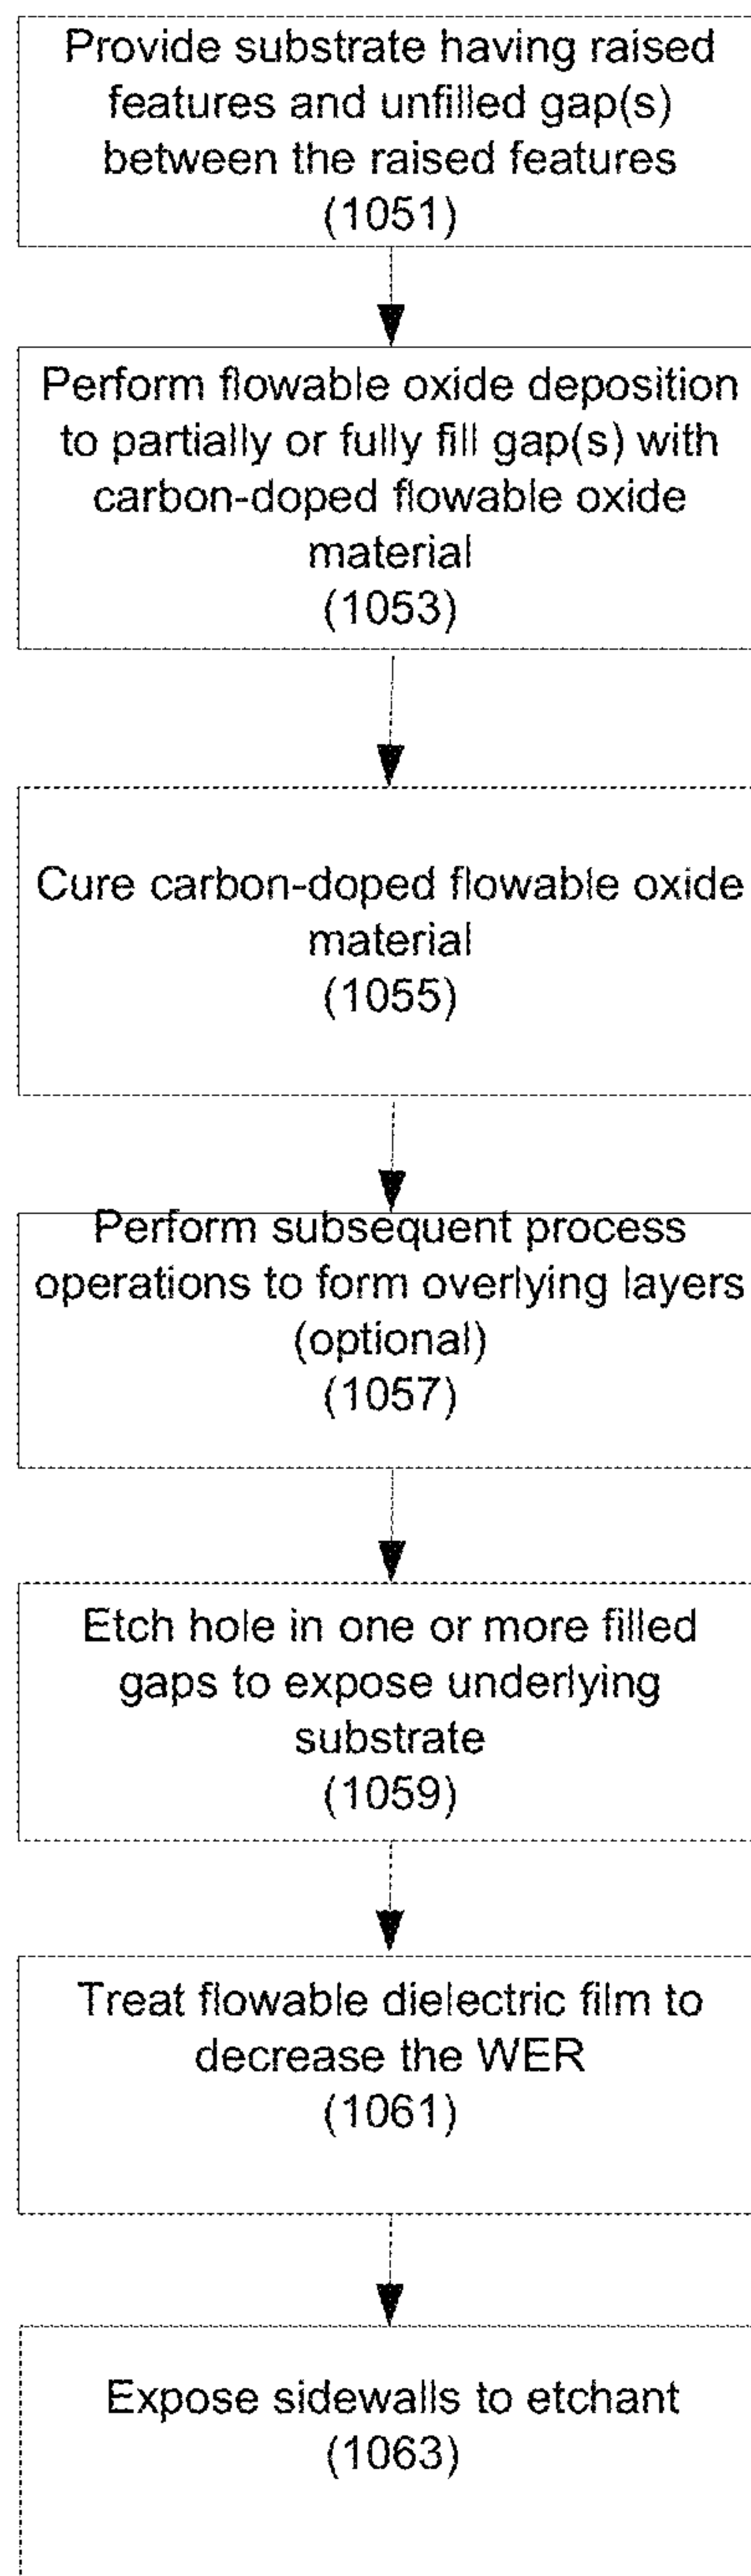 Provide substrate having raised
features and unfilled gap(s)
between the raised features
(1051)
Perform flowable oxide deposition
to partially or fully fill gap(s) with
carbon-doped flowable oxide
material
(1053)
Cure carbon-doped flowable oxide
material
(1055)
Perform subsequent process
operations to form overlying layers
(optional)
(1057)
Etch hole in one or more filled
gaps to expose underlying
substrate
(1059)
Treat flowable dielectric film to
decrease the WER
(1061)
Expose sidewalls to etchant
(1063)